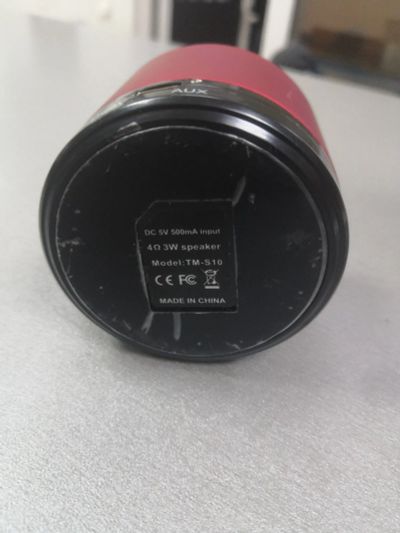 AUX
DC 5V 500mA input
4Ω 3W speaker
Model:TM-S10
CE FC
MADE IN CHINA